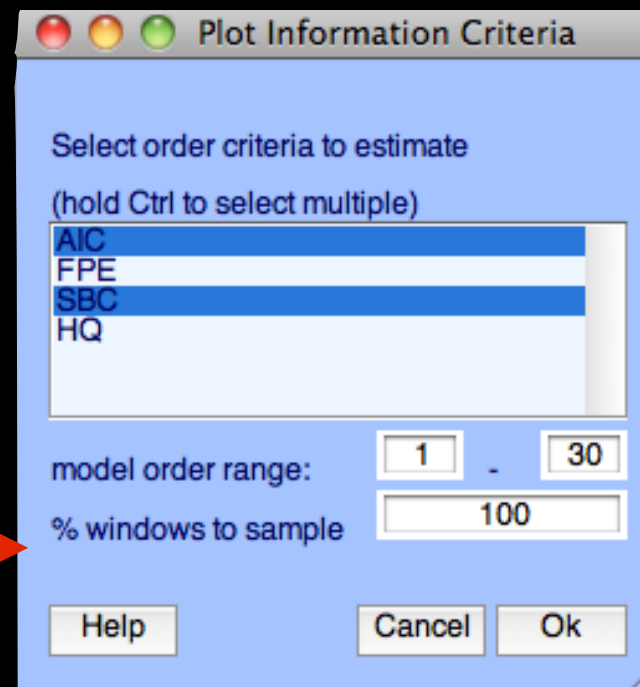 Plot Information Criteria
Select order criteria to estimate
(hold Ctrl to select multiple)
AIC
FPE
SBC
HQ
model order range: 1 - 30
% windows to sample 100
Help Cancel Ok